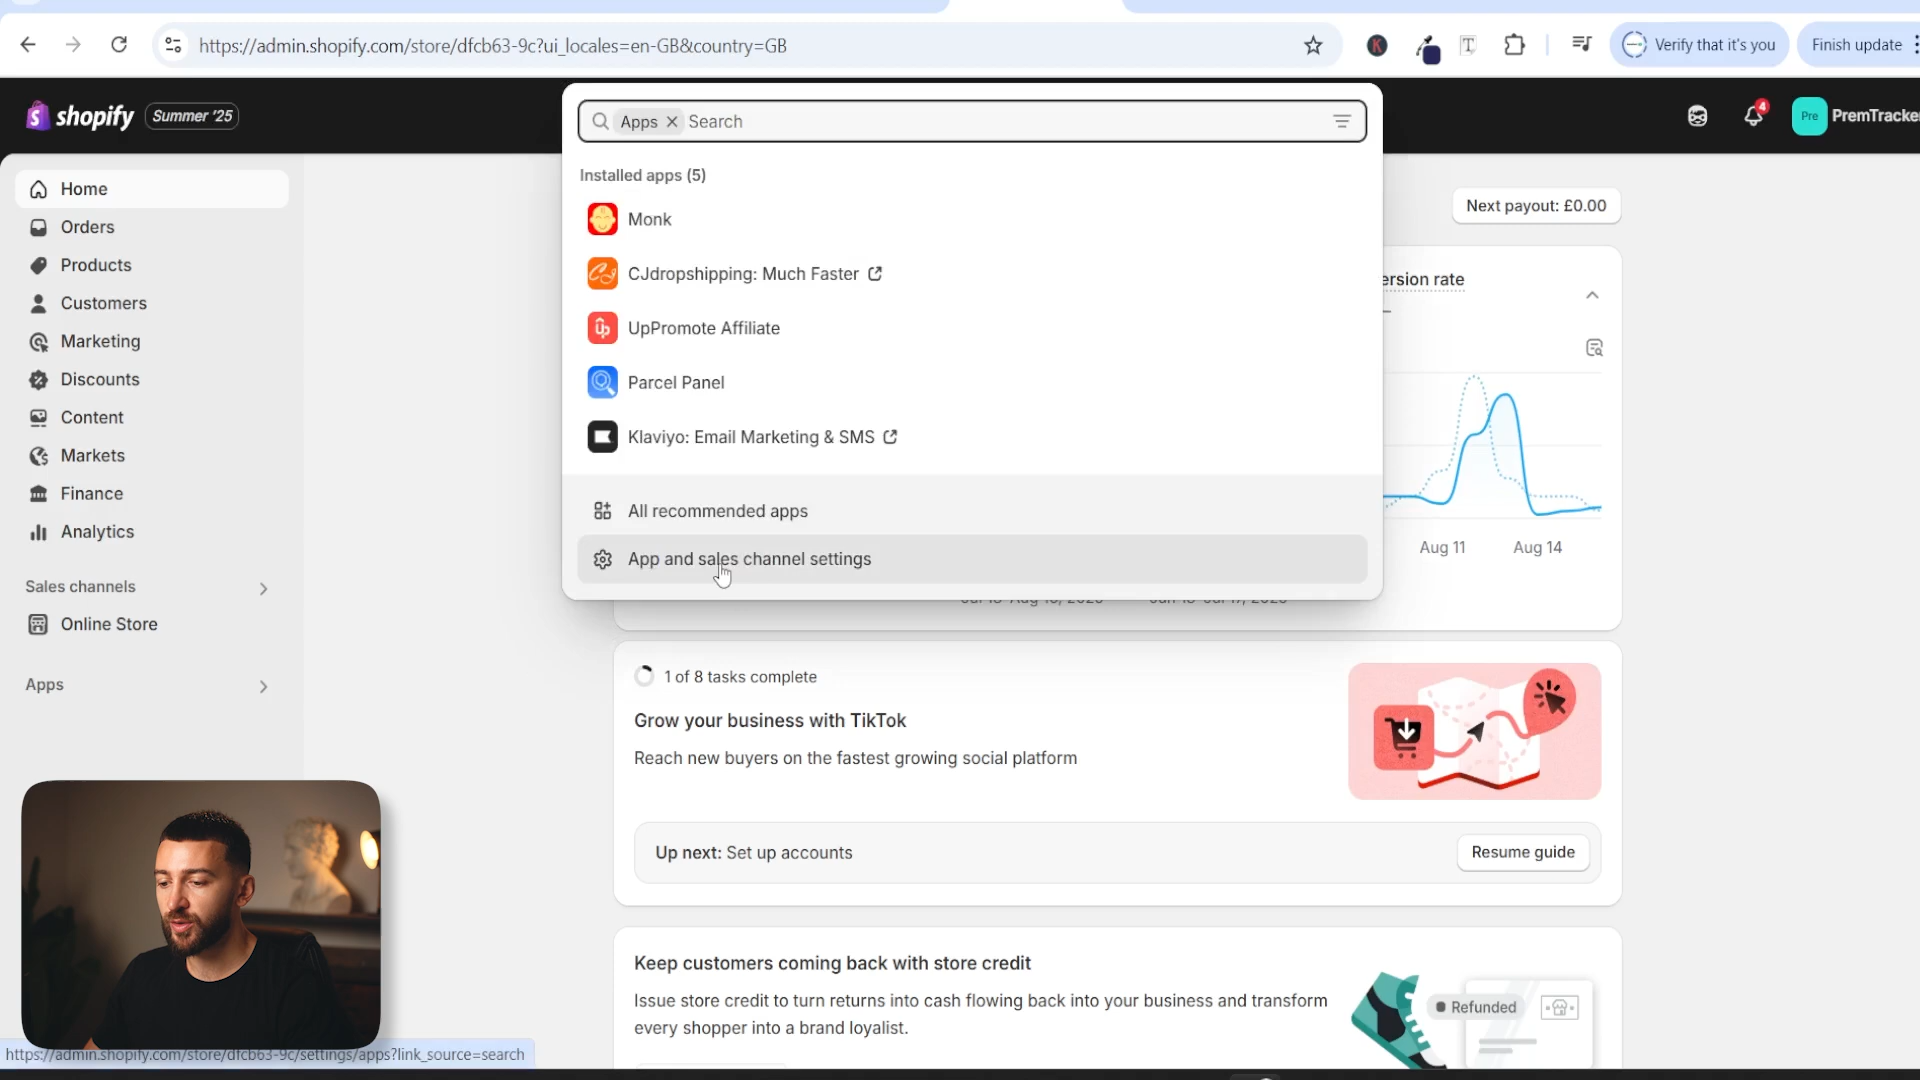 https://admin.shopify.com/store/dfcb63-9c?ui_locales=en-GB&country=GB
Verify that it's you
Finish update
shopify
Summer '25
Apps
Search
4
Pre
PremTracker
Home
Orders
Products
Customers
Marketing
Discounts
Content
Markets
Finance
Analytics
Sales channels
Online Store
Apps
Installed apps (5)
Monk
CJdropshipping: Much Faster
UpPromote Affiliate
Parcel Panel
Klaviyo: Email Marketing & SMS
All recommended apps
App and sales channel settings
Next payout: £0.00
ersion rate
Aug 11
Aug 14
1 of 8 tasks complete
Grow your business with TikTok
Reach new buyers on the fastest growing social platform
Up next: Set up accounts
Resume guide
Keep customers coming back with store credit
Issue store credit to turn returns into cash flowing back into your business and transform
every shopper into a brand loyalist.
Refunded
https://admin.shopify.com/store/dfcb63-9c/settings/apps?link_source=search